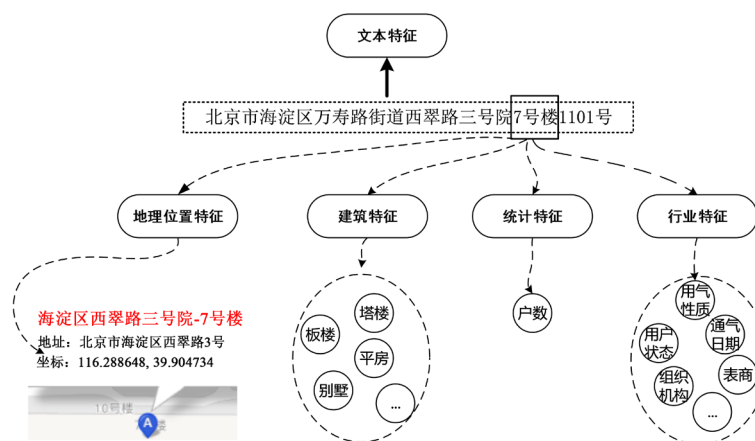 文本特征
北京市海淀区万寿路街道西翠路三号院7号楼1101号
地理位置特征
建筑特征
统计特征
行业特征
海淀区西翠路三号院-7号楼
地址：北京市海淀区西翠路3号
坐标：116.288648, 39.904734
10号楼
A
楼
塔楼
板楼
平房
别墅
...
户数
用气
性质
用户
状态
通气
日期
组织
机构
表商
...